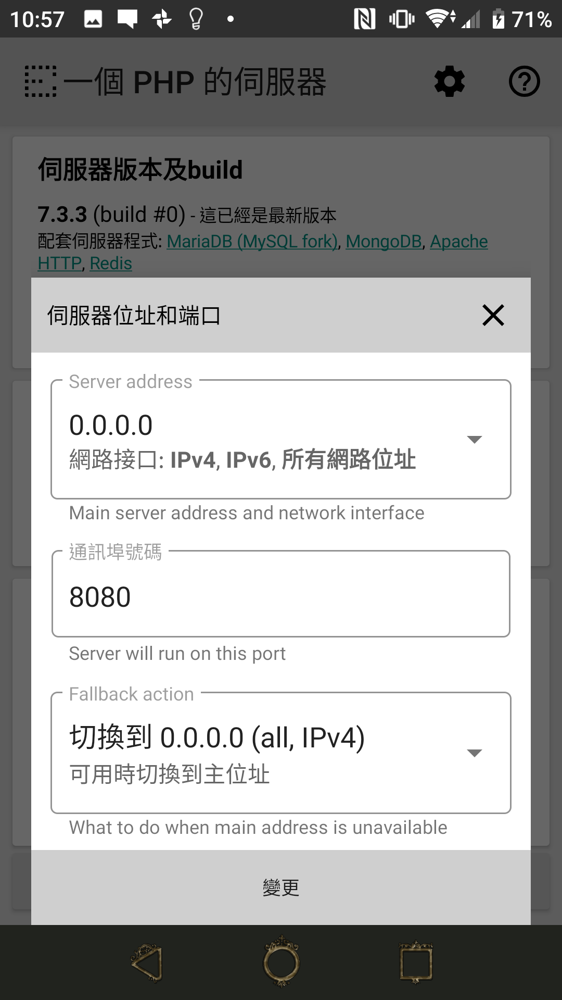 10:57 71%
一個 PHP 的伺服器
伺服器版本及build
7.3.3 (build #0) - 這已經是最新版本
配套伺服器程式: MariaDB (MySQL fork), MongoDB, Apache
HTTP, Redis
伺服器位址和端口
Server address
0.0.0.0
網路接口: IPv4, IPv6, 所有網路位址
Main server address and network interface
通訊埠號碼
8080
Server will run on this port
Fallback action
切換到 0.0.0.0 (all, IPv4)
可用時切換到主位址
What to do when main address is unavailable
變更